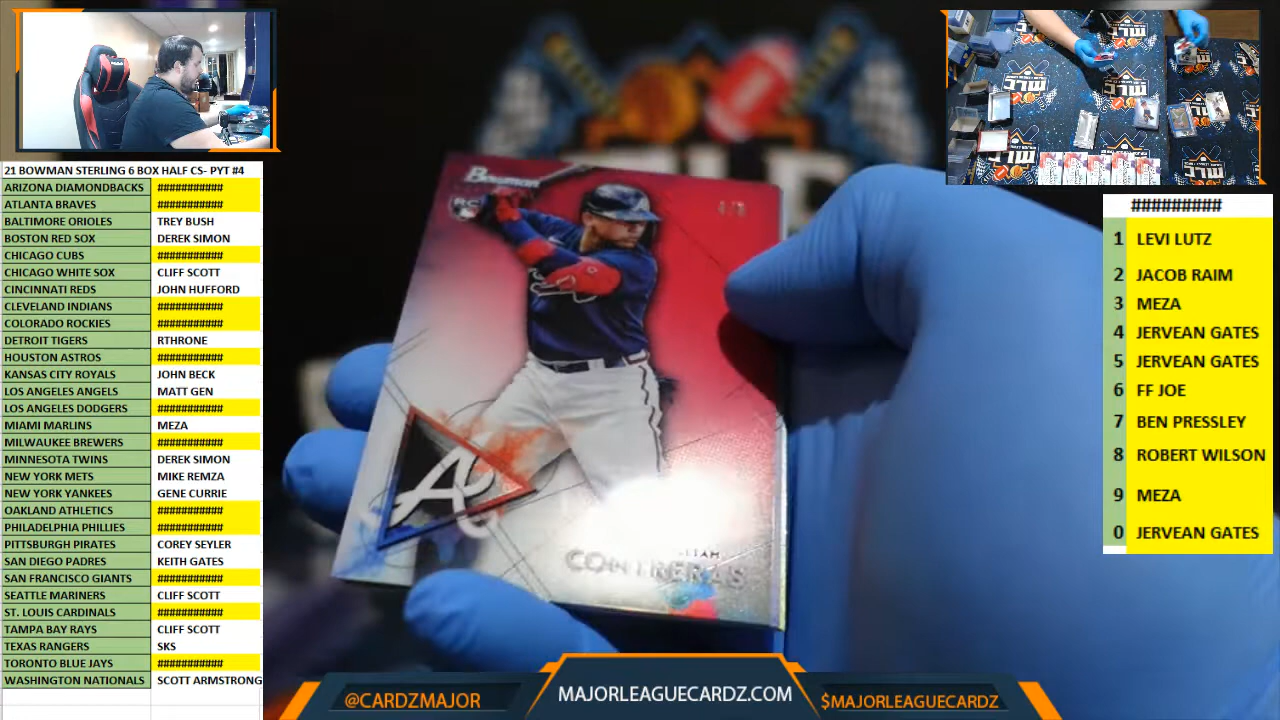 21 BOWMAN STERLING 6 BOX HALF CS- PYT #4
ARIZONA DIAMONDBACKS ###########
ATLANTA BRAVES ###########
BALTIMORE ORIOLES TREY BUSH
BOSTON RED SOX DEREK SIMON
CHICAGO CUBS ###########
CHICAGO WHITE SOX CLIFF SCOTT
CINCINNATI REDS JOHN HUFFORD
CLEVELAND INDIANS ###########
COLORADO ROCKIES ###########
DETROIT TIGERS RTHRONE
HOUSTON ASTROS ###########
KANSAS CITY ROYALS JOHN BECK
LOS ANGELES ANGELS MATT GEN
LOS ANGELES DODGERS ###########
MIAMI MARLINS MEZA
MILWAUKEE BREWERS ###########
MINNESOTA TWINS DEREK SIMON
NEW YORK METS MIKE REMZA
NEW YORK YANKEES GENE CURRIE
OAKLAND ATHLETICS ###########
PHILADELPHIA PHILLIES ###########
PITTSBURGH PIRATES COREY SEYLER
SAN DIEGO PADRES KEITH GATES
SAN FRANCISCO GIANTS ###########
SEATTLE MARINERS CLIFF SCOTT
ST. LOUIS CARDINALS ###########
TAMPA BAY RAYS CLIFF SCOTT
TEXAS RANGERS SKS
TORONTO BLUE JAYS ###########
WASHINGTON NATIONALS SCOTT ARMSTRONG
Bowman
RC
A
CONTRERAS
#########
1 LEVI LUTZ
2 JACOB RAIM
3 MEZA
4 JERVEAN GATES
5 JERVEAN GATES
6 FF JOE
7 BEN PRESSLEY
8 ROBERT WILSON
9 MEZA
0 JERVEAN GATES
@CARDZMAJOR
MAJORLEAGUECARDZ.COM
$MAJORLEAGUECARDZ